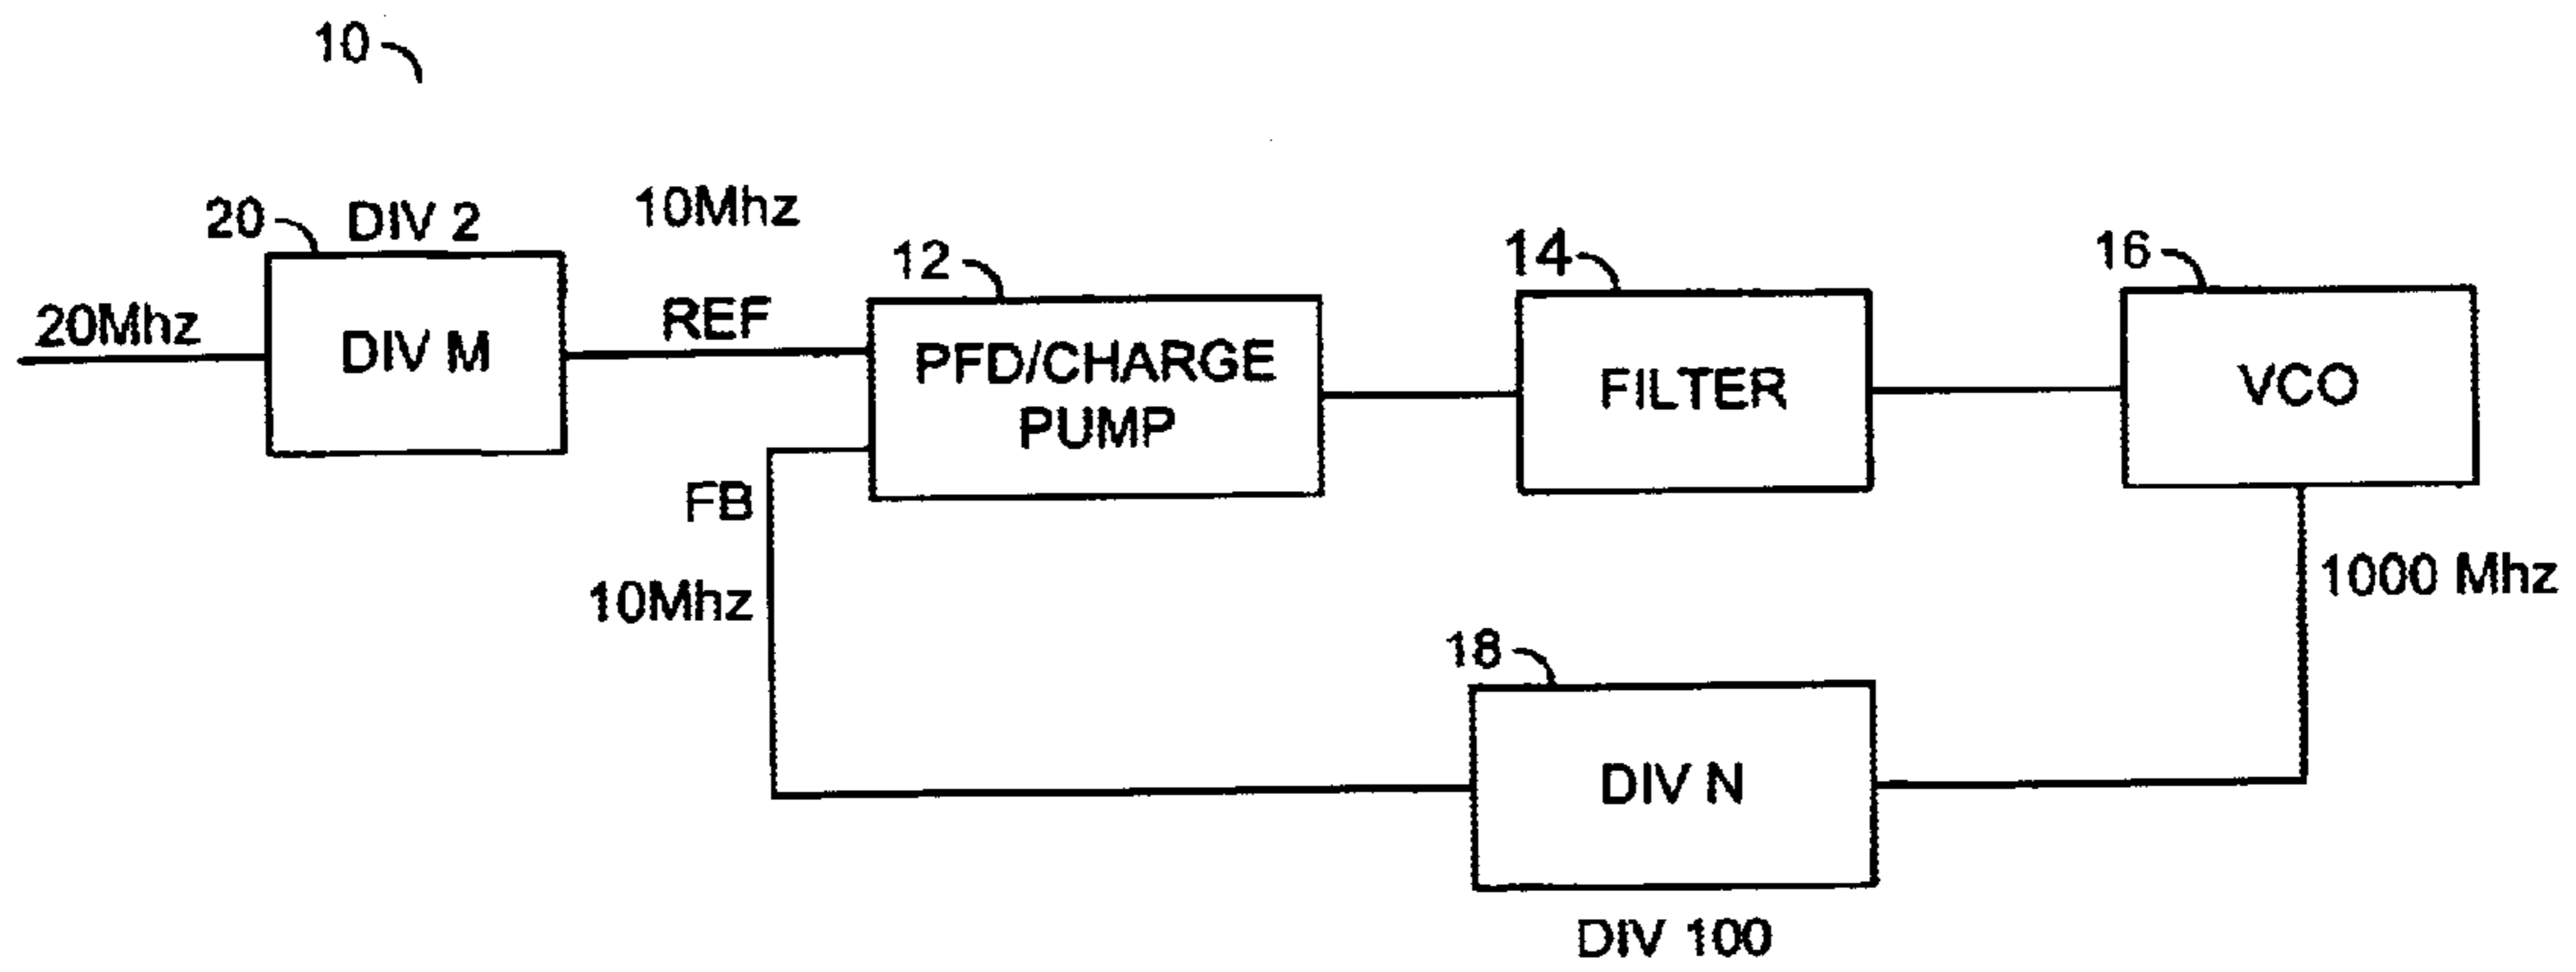 10
20
DIV 2
10Mhz
12
14
16
20Mhz
DIV M
REF
PFD/CHARGE
PUMP
FILTER
VCO
FB
10Mhz
1000 Mhz
18
DIV N
DIV 100